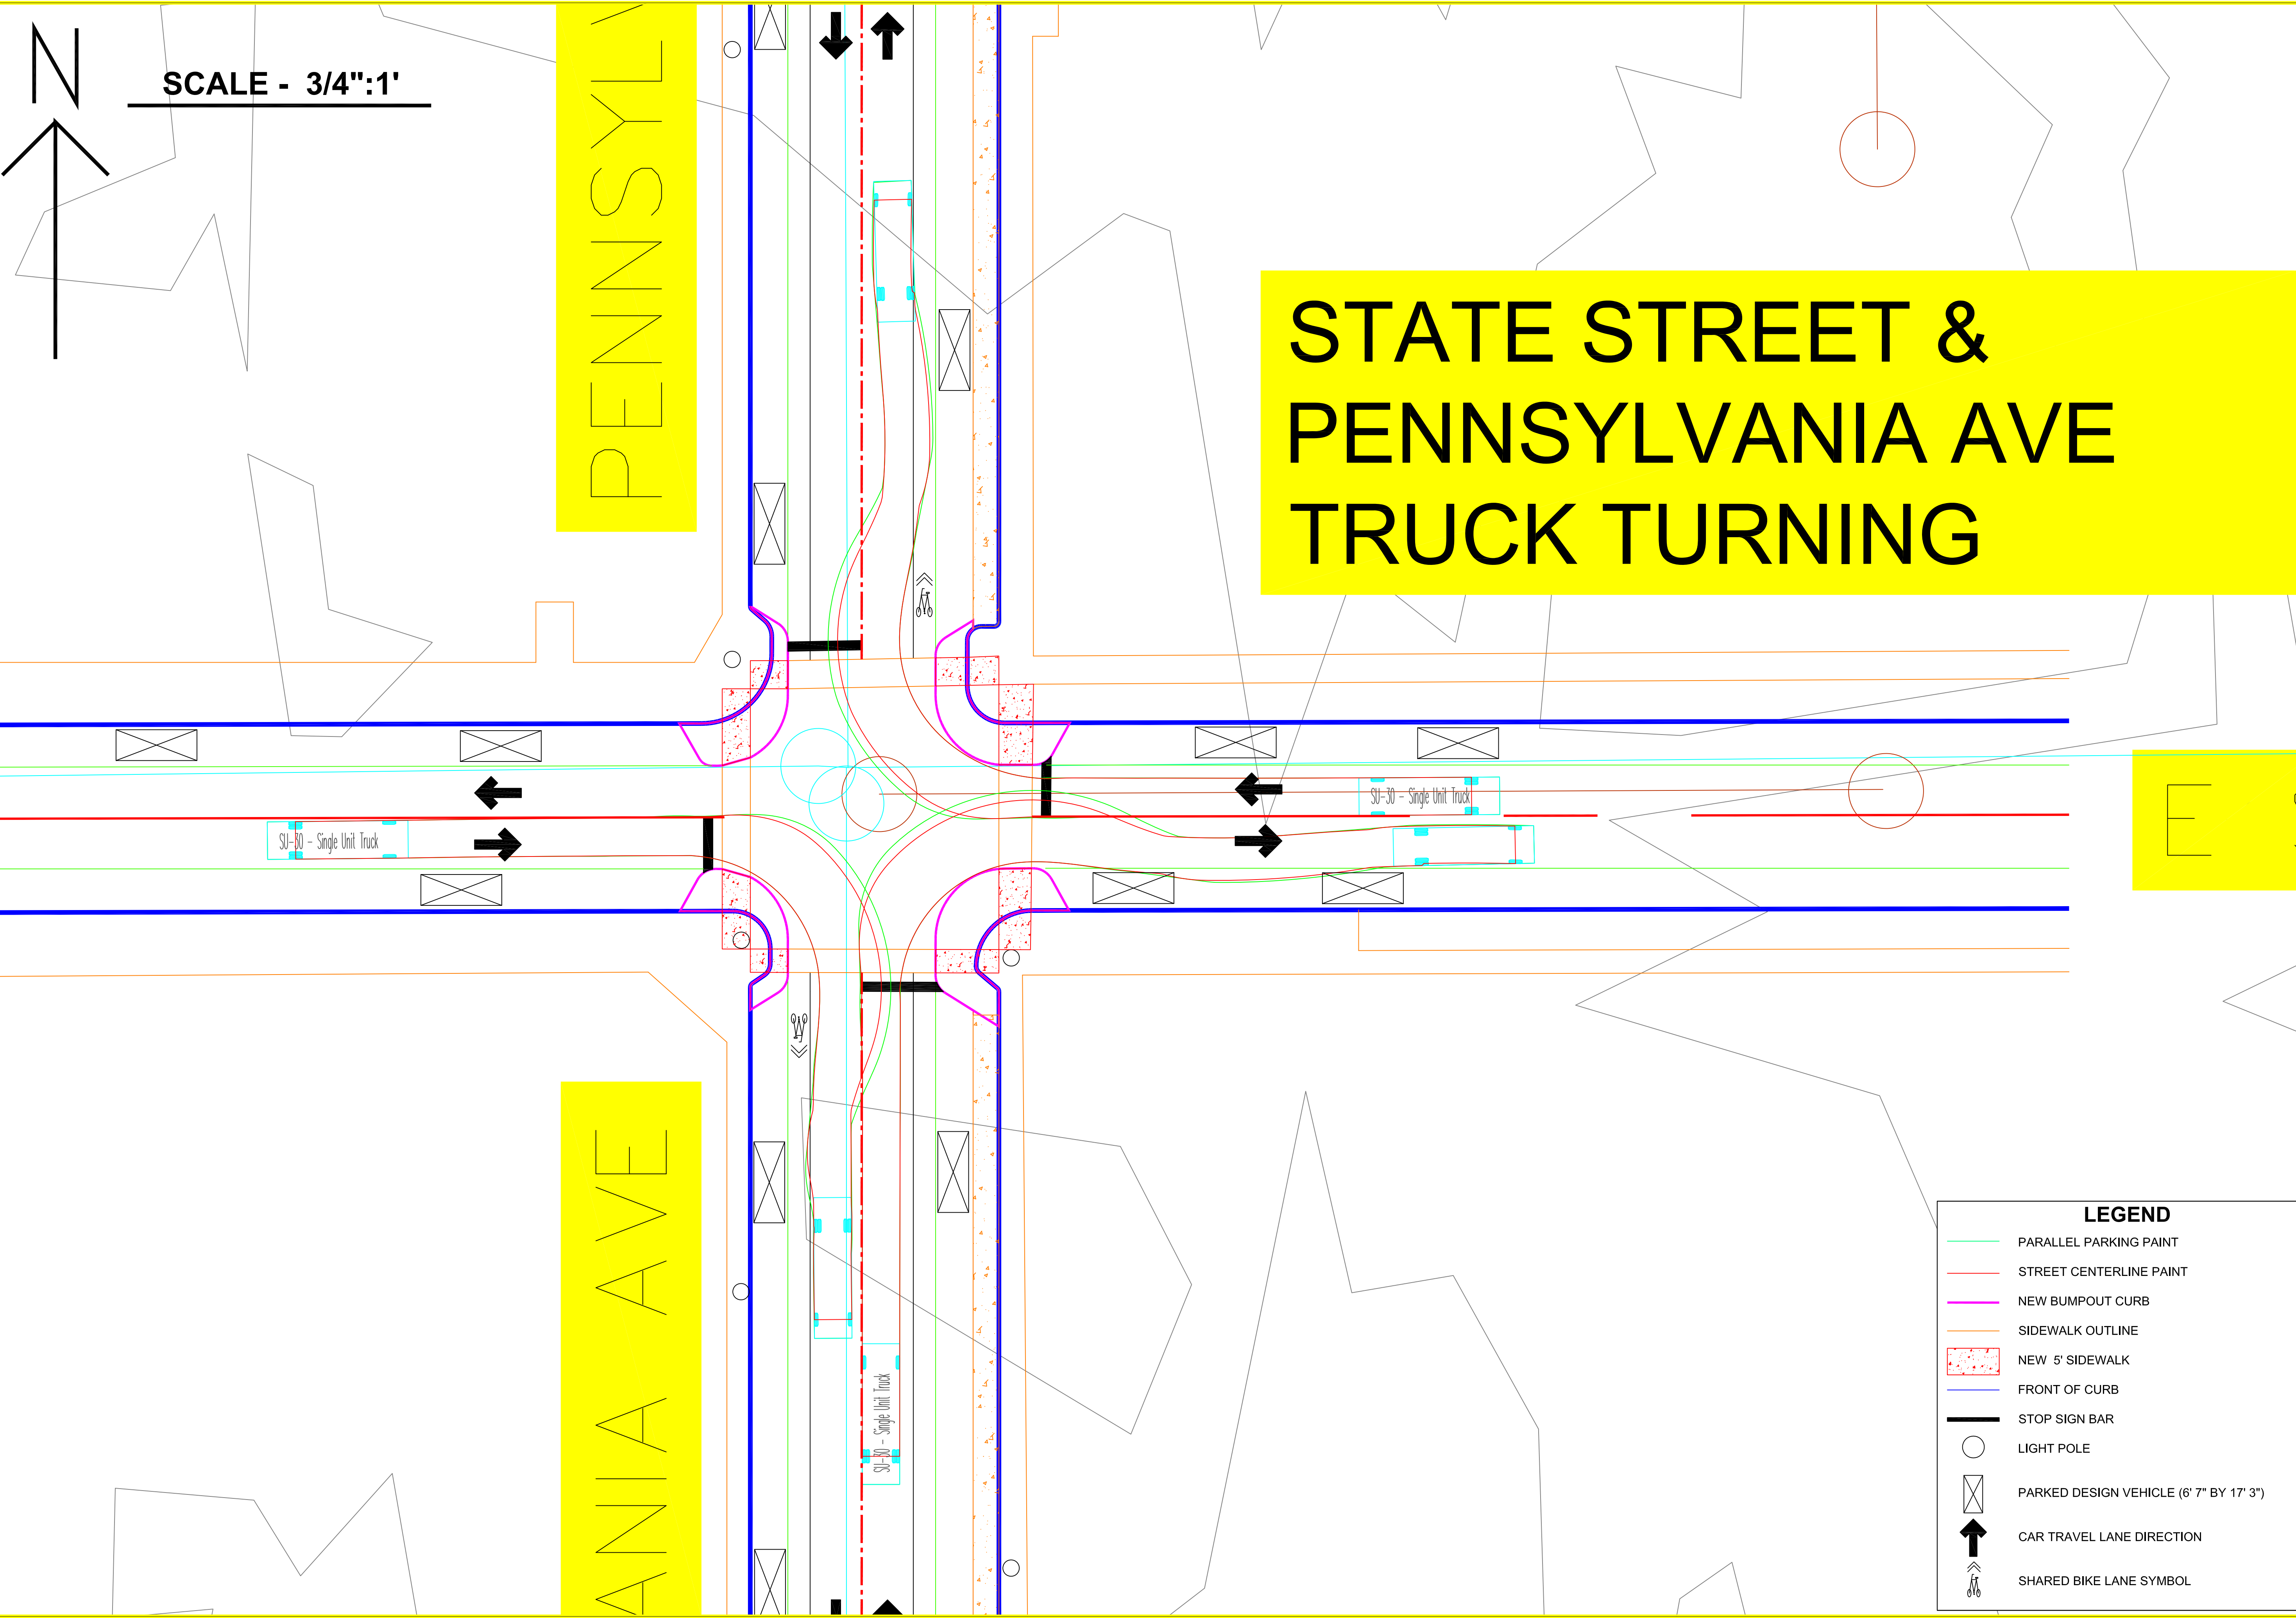 N
SCALE - 3/4":1'
PENNSYLV
STATE STREET &
PENNSYLVANIA AVE
TRUCK TURNING
SU-30 - Single Unit Truck
SU-30 - Single Unit Truck
E
ANIA AVE
SU-30 - Single Unit Truck
LEGEND
PARALLEL PARKING PAINT
STREET CENTERLINE PAINT
NEW BUMPOUT CURB
SIDEWALK OUTLINE
NEW 5' SIDEWALK
FRONT OF CURB
STOP SIGN BAR
LIGHT POLE
PARKED DESIGN VEHICLE (6' 7" BY 17' 3")
CAR TRAVEL LANE DIRECTION
SHARED BIKE LANE SYMBOL